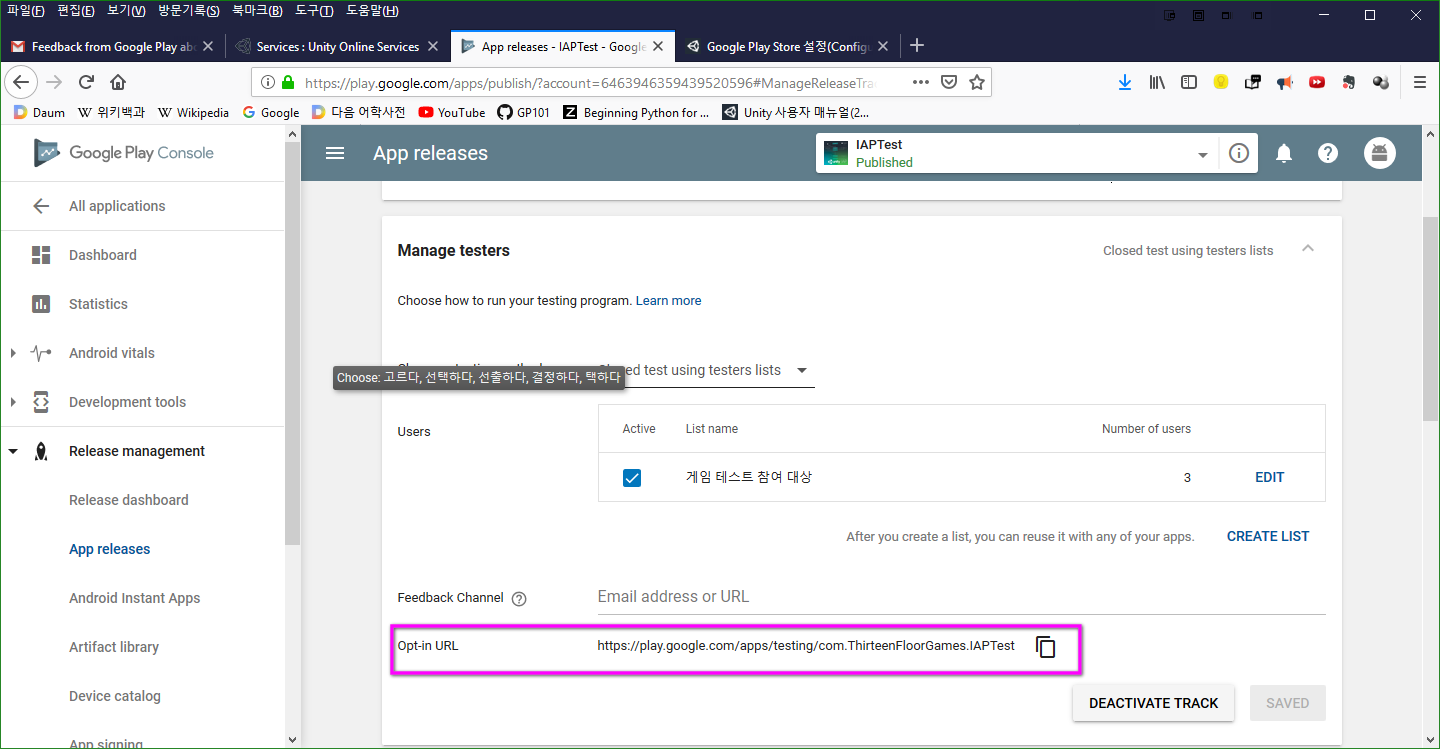 파일(F) 편집(E) 보기(V) 방문기록(S) 북마크(B) 도구(T) 도움말(H)
Feedback from Google Play abo
Services : Unity Online Services
App releases - IAPTest - Google
Google Play Store 설정(Config
https://play.google.com/apps/publish/?account=6463946359439520596#ManageReleaseTra
Daum
위키백과
Wikipedia
Google
다음 어학사전
YouTube
GP101
Beginning Python for ...
Unity 사용자 매뉴얼(2...
Google Play Console
App releases
IAPTest
Published
All applications
Dashboard
Statistics
Android vitals
Development tools
Release management
Release dashboard
App releases
Android Instant Apps
Artifact library
Device catalog
App signing
Manage testers
Closed test using testers lists
Choose how to run your testing program. Learn more
Choose: 고르다, 선택하다, 선출하다, 결정하다, 택하다
test using testers lists
Users
Active List name Number of users
게임 테스트 참여 대상 3 EDIT
After you create a list, you can reuse it with any of your apps. CREATE LIST
Feedback Channel Email address or URL
Opt-in URL https://play.google.com/apps/testing/com.ThirteenFloorGames.IAPTest
DEACTIVATE TRACK SAVED